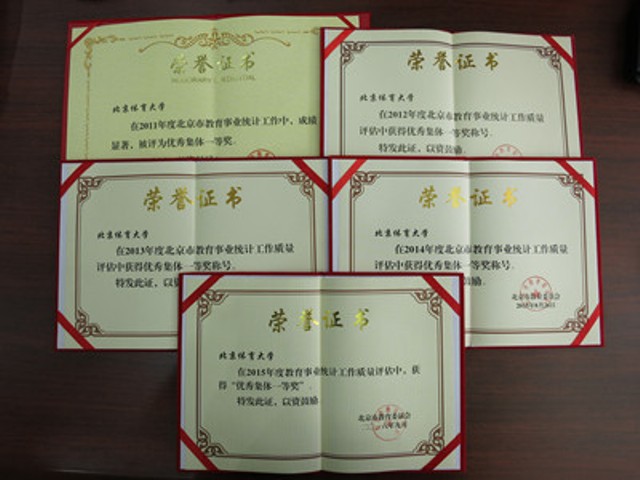 荣誉证书
北京体育大学
在2011年度北京市教育事业统计工作中，成绩
显著，被评为优秀集体一等奖。
荣誉证书
北京体育大学
在2012年度北京市教育事业统计工作质量
评估中获得优秀集体一等奖称号。
特发此证，以资鼓励。
荣誉证书
北京体育大学
在2013年度北京市教育事业统计工作质量
评估中获得优秀集体一等奖称号。
特发此证，以
荣誉证书
北京体育大学
在2014年度北京市教育事业统计工作质量
评估中获得优秀集体一等奖称号。
鼓励。
北京市教育委员会
荣誉证书
北京体育大学
在2015年度教育事业统计工作质量评估中，获
得“优秀集体一等奖”。
特发此证，以资鼓励。
北京市教育委员会